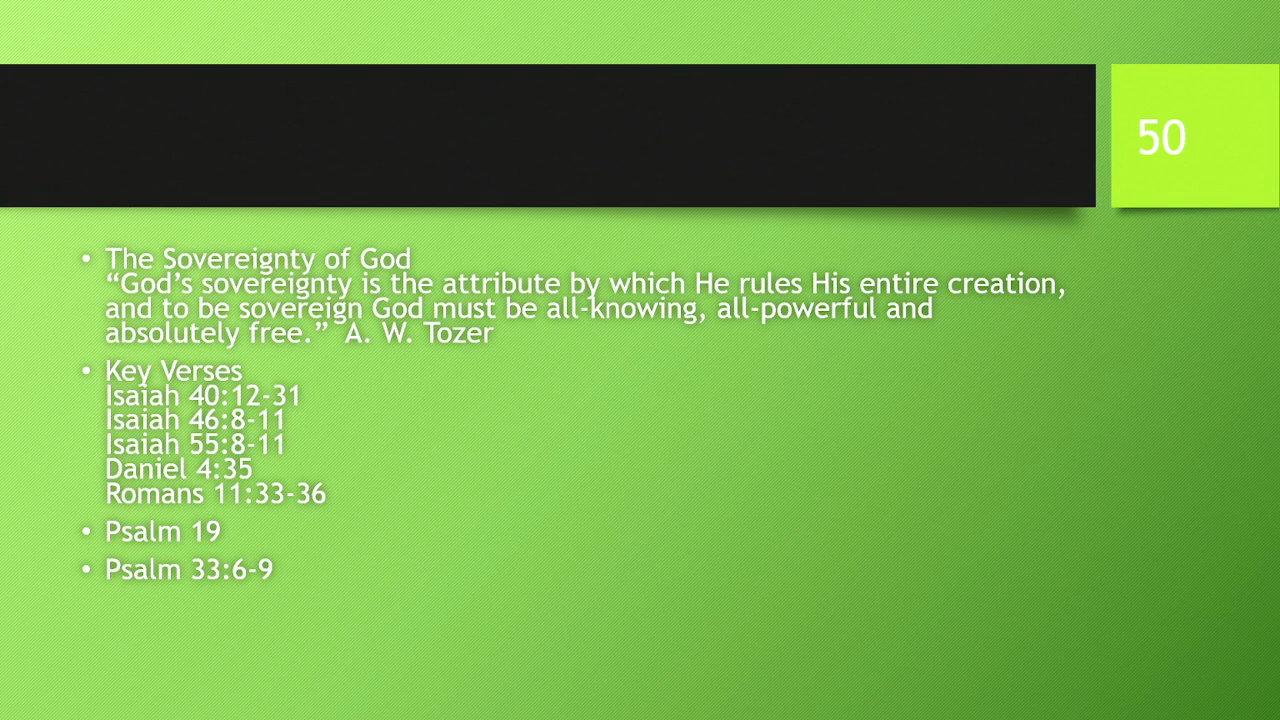 50
• The Sovereignty of God
“God’s sovereignty is the attribute by which He rules His entire creation,
and to be sovereign God must be all-knowing, all-powerful and
absolutely free.”  A. W. Tozer
• Key Verses
Isaiah 40:12-31
Isaiah 46:8-11
Isaiah 55:8-11
Daniel 4:35
Romans 11:33-36
• Psalm 19
• Psalm 33:6-9